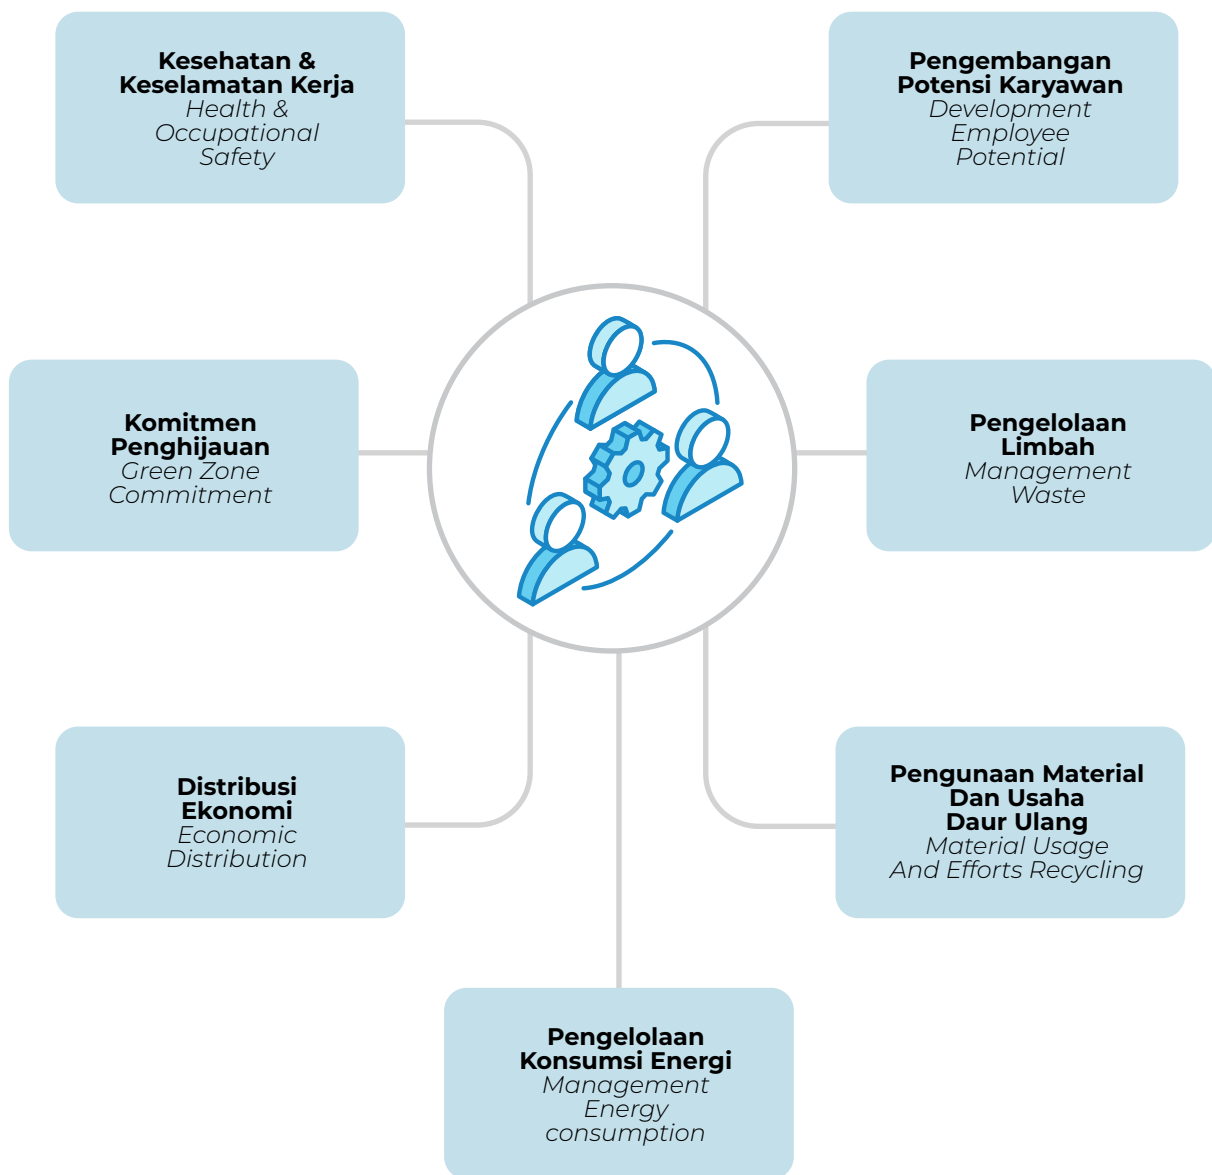 Kesehatan &
Keselamatan Kerja
Health &
Occupational
Safety
Pengembangan
Potensi Karyawan
Development
Employee
Potential
Komitmen
Penghijauan
Green Zone
Commitment
Pengelolaan
Limbah
Management
Waste
Distribusi
Ekonomi
Economic
Distribution
Pengunaan Material
Dan Usaha
Daur Ulang
Material Usage
And Efforts Recycling
Pengelolaan
Konsumsi Energi
Management
Energy
consumption